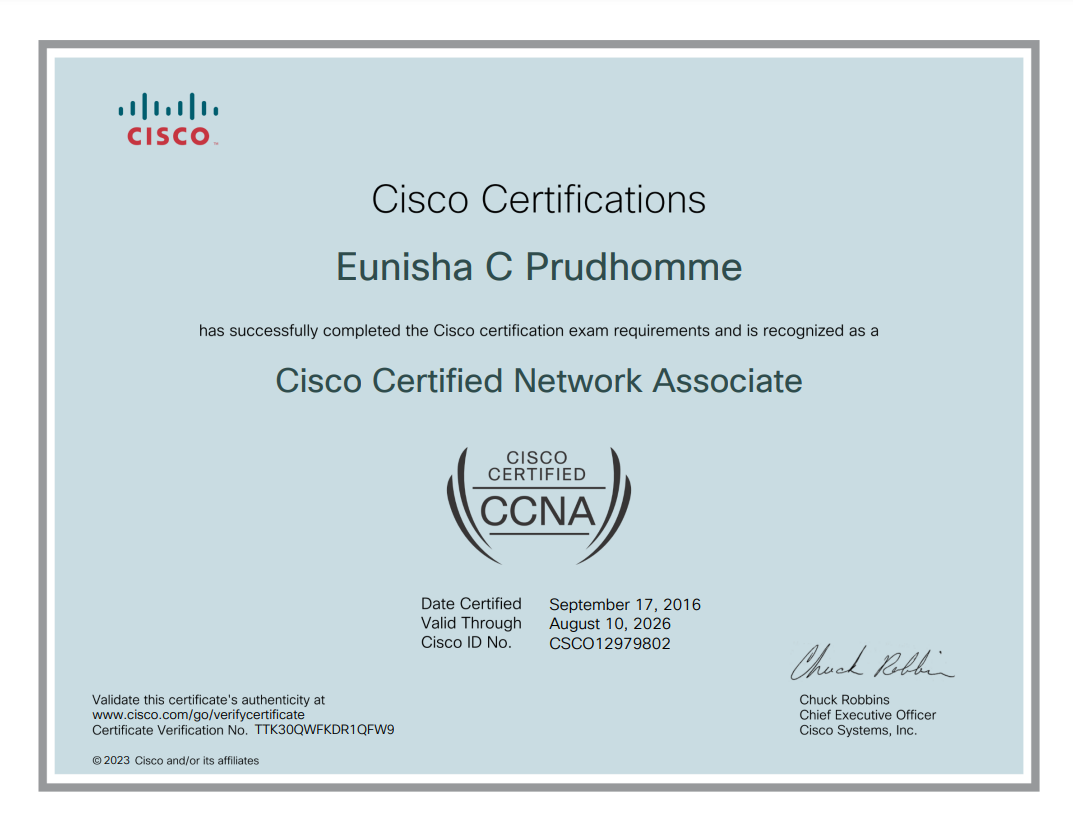 CISCO
Cisco Certifications
Eunisha C Prudhomme
has successfully completed the Cisco certification exam requirements and is recognized as a
Cisco Certified Network Associate
CISCO
CERTIFIED
CCNA
Date Certified September 17, 2016
Valid Through August 10, 2026
Cisco ID No. CSCO12979802
Chuck Robbins
Validate this certificate's authenticity at
www.cisco.com/go/verifycertificate
Certificate Verification No. TTK30QWFKDR1QFW9
Chuck Robbins
Chief Executive Officer
Cisco Systems, Inc.
© 2023 Cisco and/or its affiliates